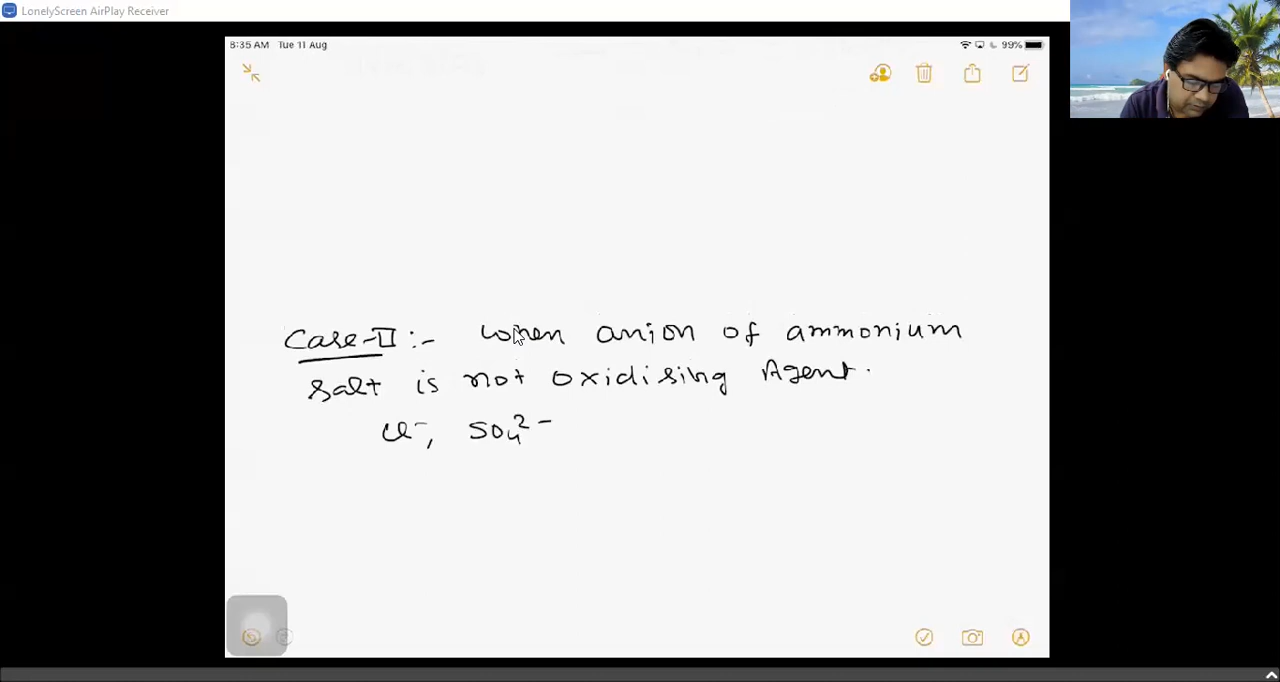 LonelyScreen AirPlay Receiver
8:35 AM Tue 11 Aug
99%
Case-II :- When anion of ammonium
salt is not oxidising Agent.
Cl⁻, SO₄²⁻